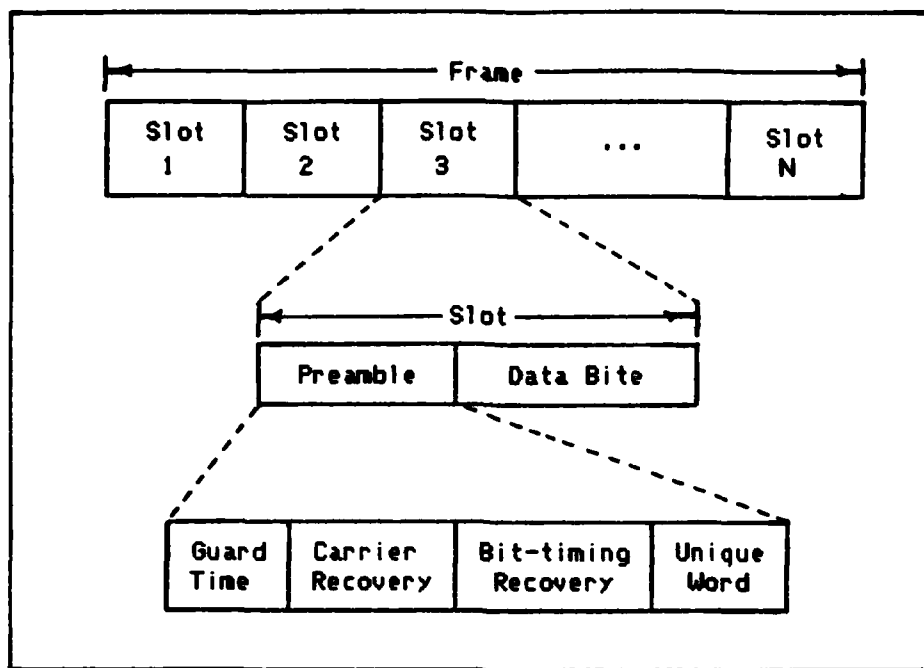 Frame
Slot 1
Slot 2
Slot 3
...
Slot N
Slot
Preamble
Data Bite
Guard Time
Carrier Recovery
Bit-timing Recovery
Unique Word